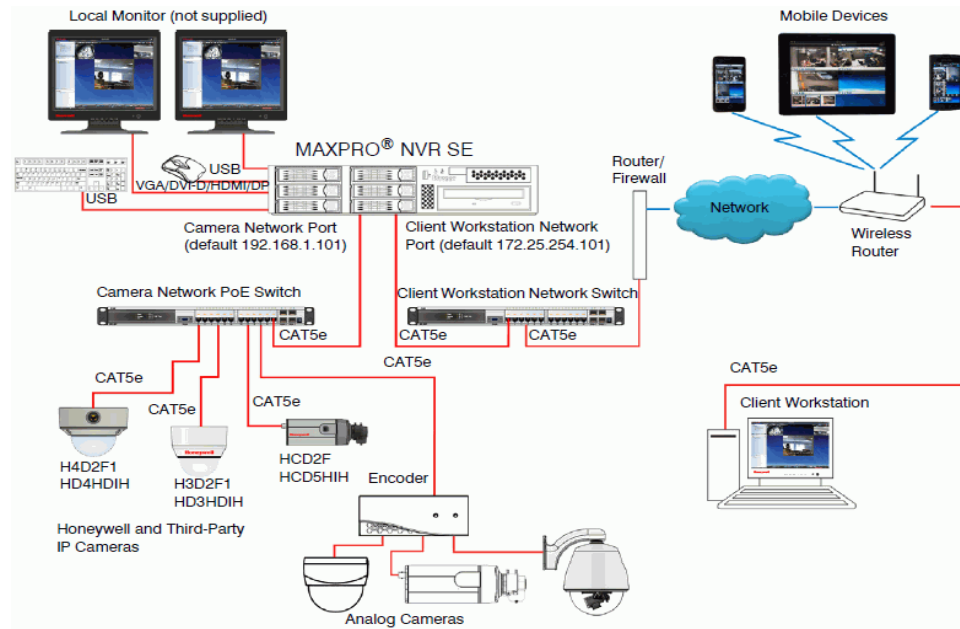 Local Monitor (not supplied)
Mobile Devices
MAXPRO® NVR SE
USB
VGA/DVI-D/HDMI/DP
USB
Router/
Firewall
Network
Wireless
Router
Camera Network Port
(default 192.168.1.101)
Client Workstation Network
Port (default 172.25.254.101)
Camera Network PoE Switch
Client Workstation Network Switch
CAT5e
CAT5e
CAT5e
CAT5e
CAT5e
CAT5e
CAT5e
H4D2F1
HD4HDIH
Honeywell
H3D2F1
HD3HDIH
HCD2F
HCD5HIH
Encoder
Client Workstation
Honeywell and Third-Party
IP Cameras
Analog Cameras